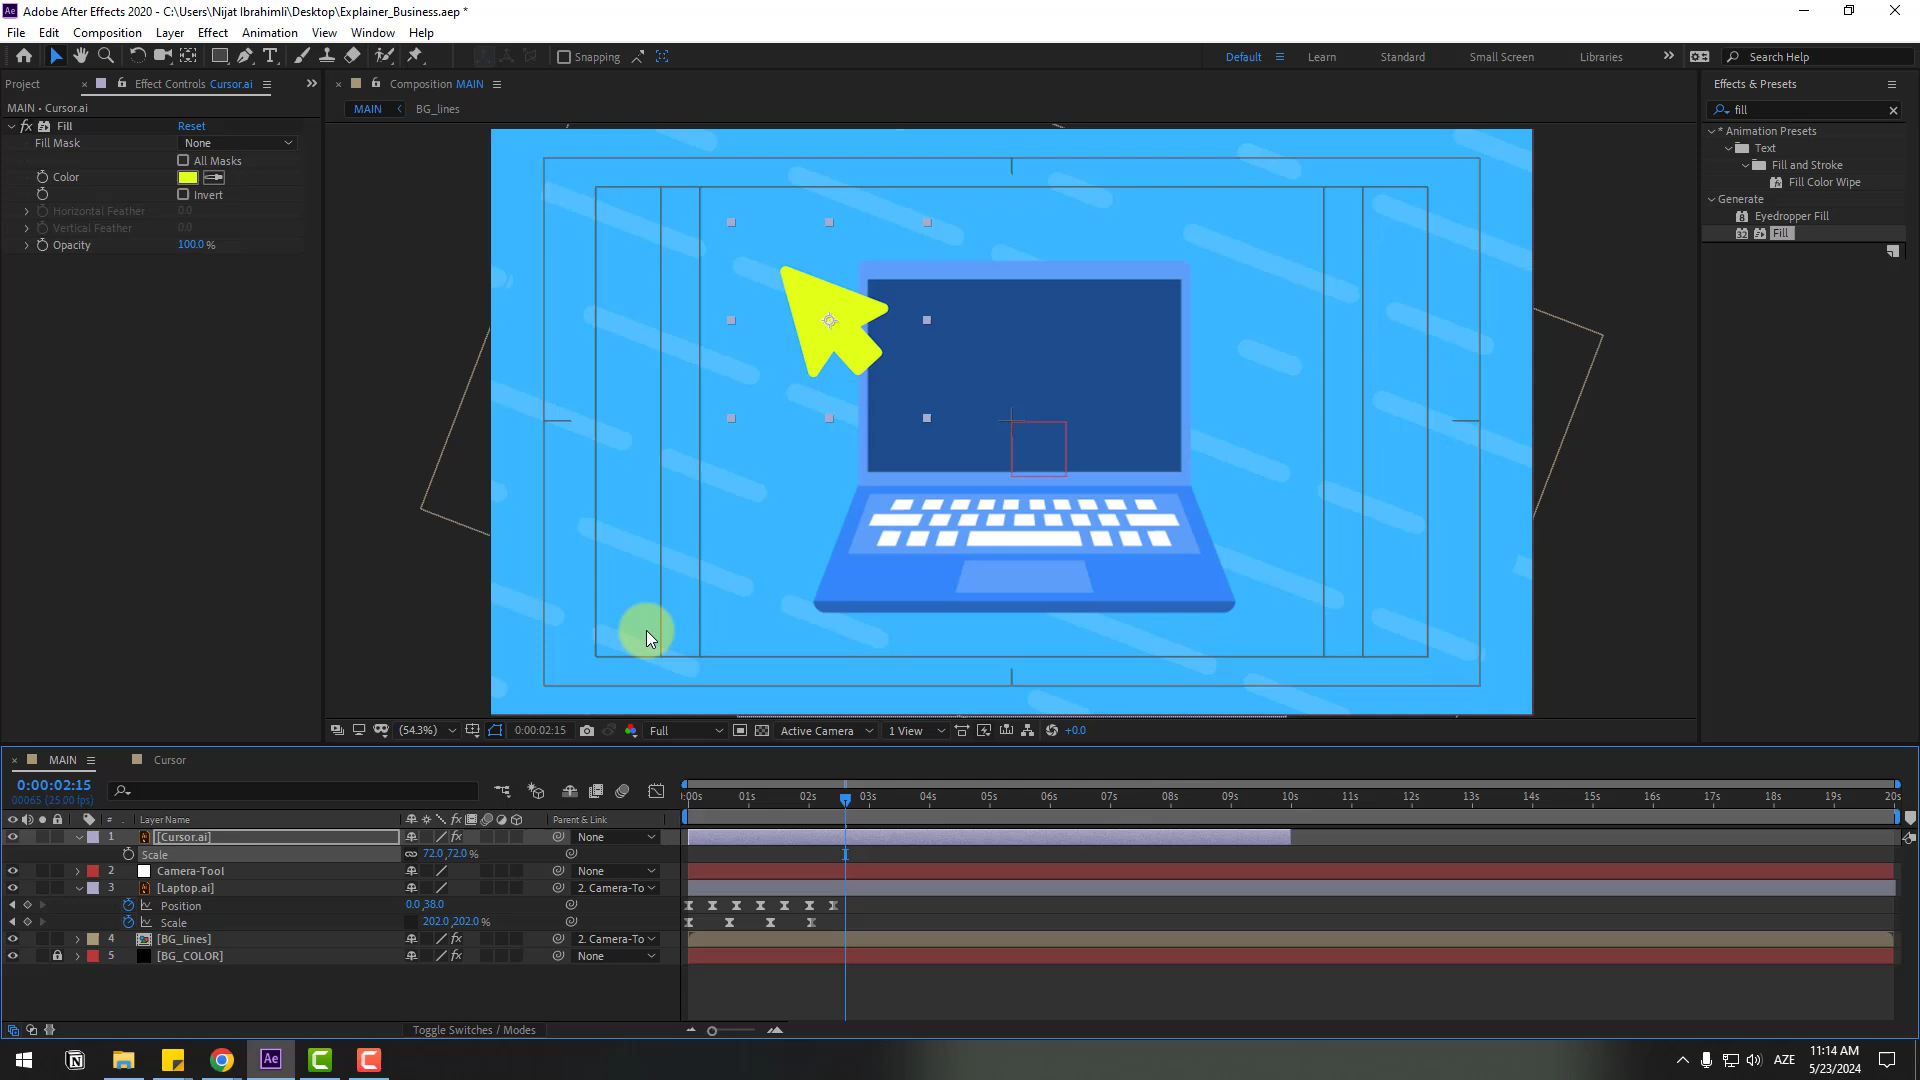 Adobe After Effects 2020 - C:\Users\Nijat Ibrahimli\Desktop\Explainer_Business.aep *
File Edit Composition Layer Effect Animation View Window Help
Snapping
Default Learn Standard Small Screen Libraries
Search Help
Project
Effect Controls Cursor.ai
MAIN • Cursor.ai
fx Fill Reset
Fill Mask None
All Masks
Color
Invert
Horizontal Feather 0.0
Vertical Feather 0.0
Opacity 100.0 %
Composition MAIN
MAIN BG_lines
(54.3%) 0:00:02:15 Full Active Camera 1 View +0.0
Effects & Presets
fill
* Animation Presets
Text
Fill and Stroke
Fill Color Wipe
Generate
Eyedropper Fill
Fill
MAIN Cursor
0:00:02:15
00065 (25.00 fps)
:00s 01s 02s 03s 04s 05s 06s 07s 08s 09s 10s 11s 12s 13s 14s 15s 16s 17s 18s 19s 20s
# Layer Name Parent & Link
1 [Cursor.ai] None
Scale 72.0,72.0 %
2 Camera-Tool None
3 [Laptop.ai] 2. Camera-To
Position 0.0,38.0
Scale 202.0,202.0 %
4 [BG_lines] 2. Camera-To
5 [BG_COLOR] None
Toggle Switches / Modes
AZE
11:14 AM
5/23/2024